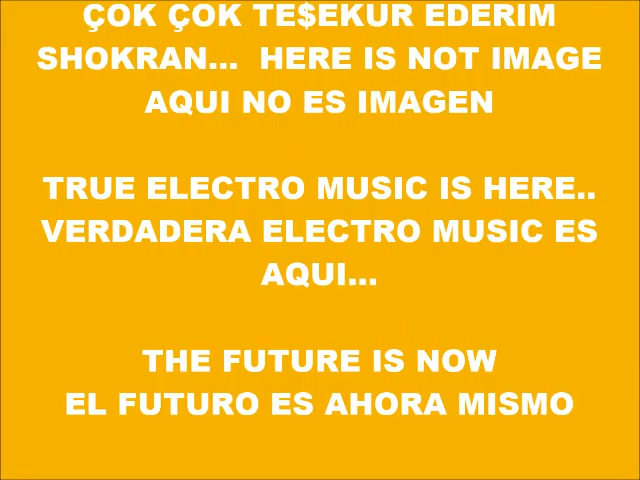 ÇOK ÇOK TE$EKUR EDERIM
SHOKRAN... HERE IS NOT IMAGE
AQUI NO ES IMAGEN
TRUE ELECTRO MUSIC IS HERE..
VERDADERA ELECTRO MUSIC ES
AQUI...
THE FUTURE IS NOW
EL FUTURO ES AHORA MISMO